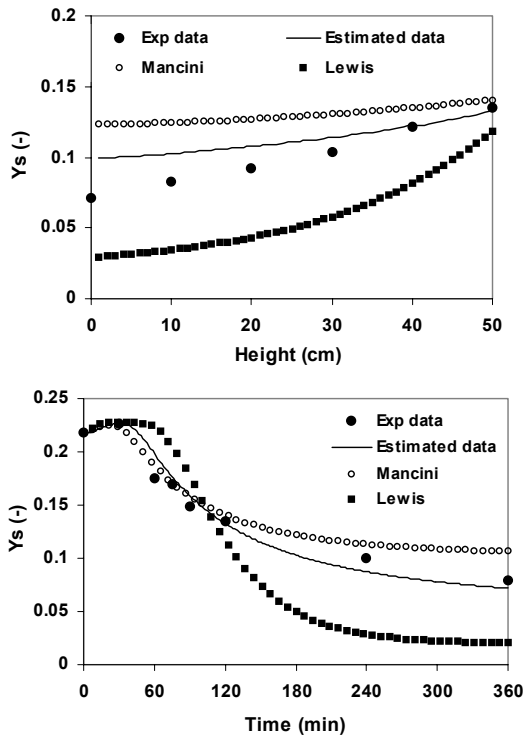 Exp data
Estimated data
Mancini
Lewis
0.15
0.1
0.05
0
Ys (-)
0 10 20 30 40 50
Height (cm)
Exp data
Estimated data
Mancini
Lewis
0.25
0.2
0.15
0.1
0.05
0
Ys (-)
0 60 120 180 240 300 360
Time (min)